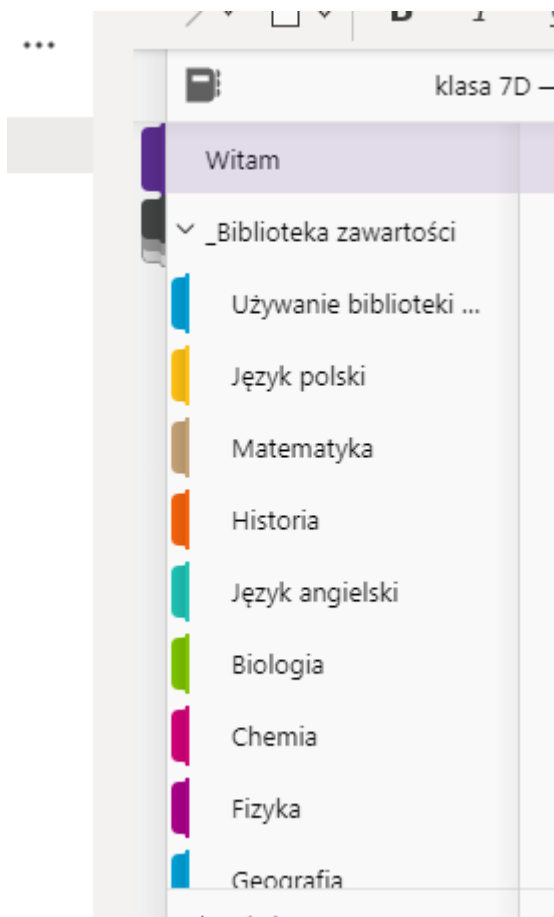 B I
klasa 7D —
Witam
_Biblioteka zawartości
Używanie biblioteki ...
Język polski
Matematyka
Historia
Język angielski
Biologia
Chemia
Fizyka
Geografia